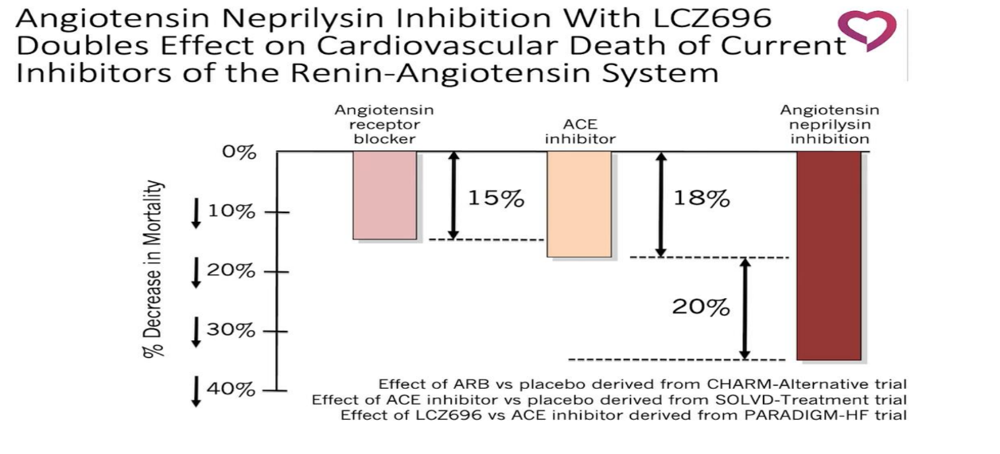 Angiotensin Neprilysin Inhibition With LCZ696
Doubles Effect on Cardiovascular Death of Current
Inhibitors of the Renin-Angiotensin System
Angiotensin
receptor
blocker
ACE
inhibitor
Angiotensin
neprilysin
inhibition
% Decrease in Mortality
0%
10%
20%
30%
40%
15%
18%
20%
Effect of ARB vs placebo derived from CHARM-Alternative trial
Effect of ACE inhibitor vs placebo derived from SOLVD-Treatment trial
Effect of LCZ696 vs ACE inhibitor derived from PARADIGM-HF trial